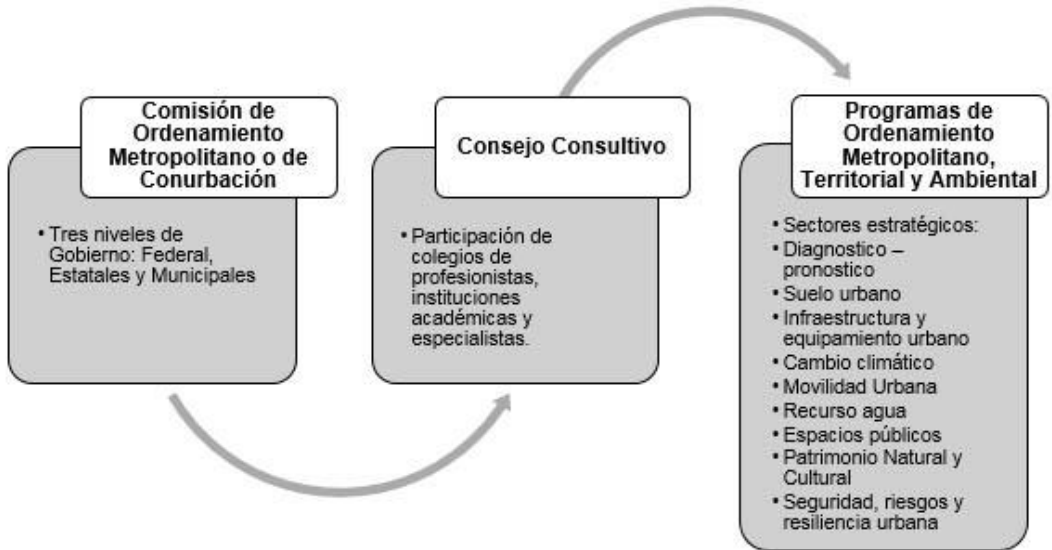 Comisión de
Ordenamiento
Metropolitano o de
Conurbación
• Tres niveles de
Gobierno: Federal,
Estatales y Municipales
Consejo Consultivo
• Participación de
colegios de
profesionistas,
instituciones
académicas y
especialistas.
Programas de
Ordenamiento
Metropolitano,
Territorial y Ambiental
• Sectores estratégicos:
• Diagnostico –
pronostico
• Suelo urbano
• Infraestructura y
equipamiento urbano
• Cambio climático
• Movilidad Urbana
• Recurso agua
• Espacios públicos
• Patrimonio Natural y
Cultural
• Seguridad, riesgos y
resiliencia urbana